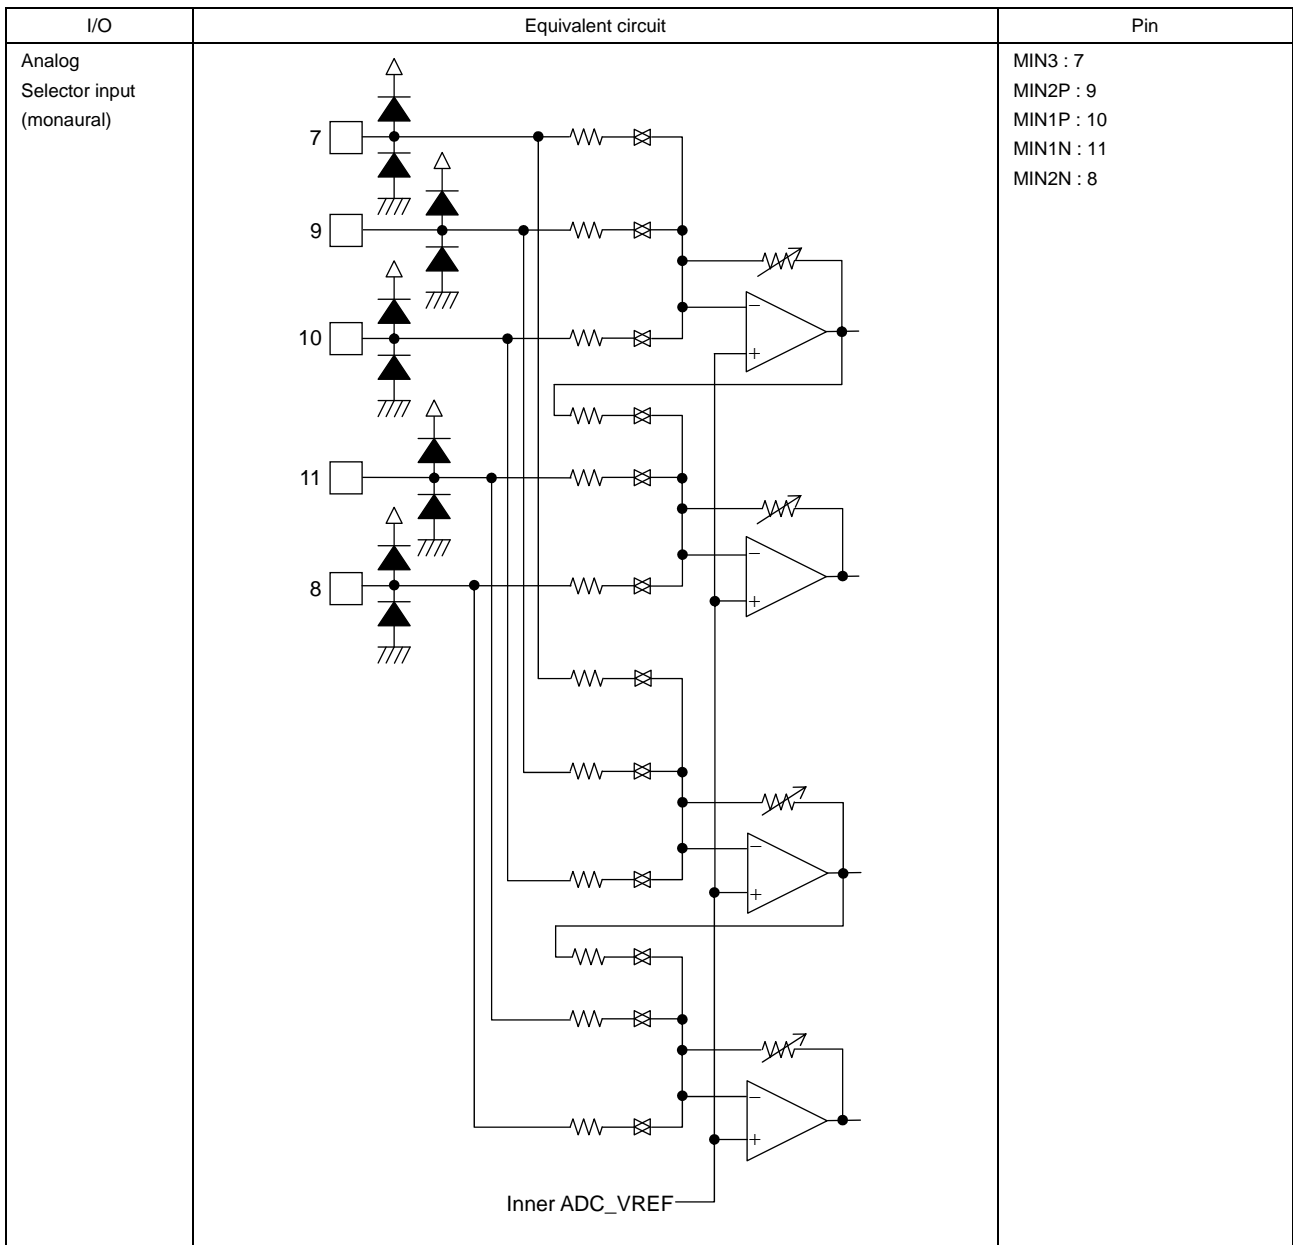 I/O
Equivalent circuit
Pin
Analog
Selector input
(monaural)
MIN3 : 7
MIN2P : 9
MIN1P : 10
MIN1N : 11
MIN2N : 8
7
9
10
11
8
−
+
−
+
−
+
−
+
Inner ADC_VREF